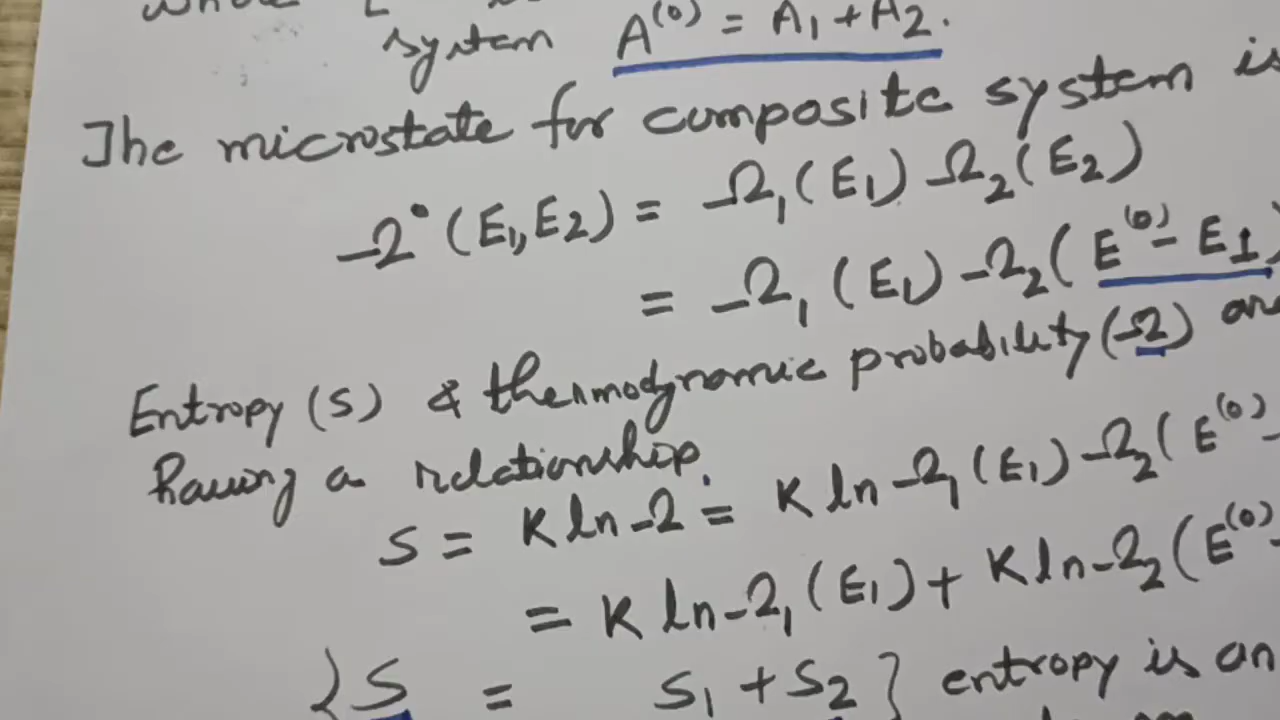 system A⁽⁰⁾ = A₁ + A₂.
The microstate for composite system is
Ω° (E₁, E₂) = Ω₁ (E₁) Ω₂ (E₂)
= Ω₁ (E₁) Ω₂ (E⁽⁰⁾ - E1)
Entropy (S) & thermodynamic probability (Ω) are
having a relationship.
S = K ln Ω° = K ln Ω₁ (E₁) Ω₂ (E⁽⁰⁾ -
= K ln Ω₁ (E₁) + K ln Ω₂ (E⁽⁰⁾ -
{ S = S₁ + S₂ } entropy is an